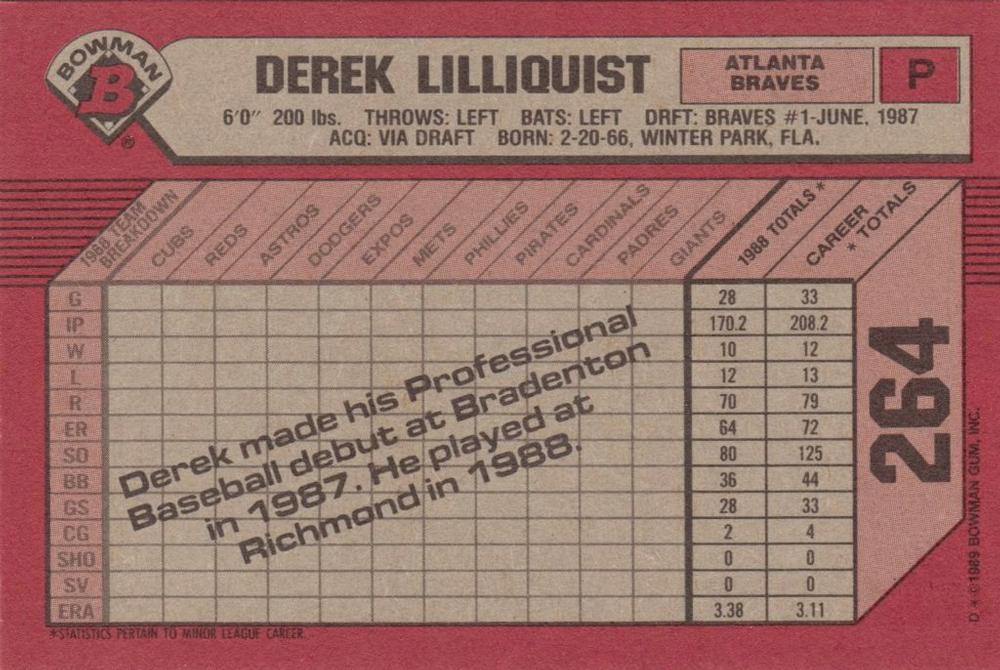 BOWMAN
B
®
DEREK LILLIQUIST
ATLANTA
BRAVES
P
6'0" 200 lbs. THROWS: LEFT BATS: LEFT DRFT: BRAVES #1-JUNE, 1987
ACQ: VIA DRAFT BORN: 2-20-66, WINTER PARK, FLA.
1988 TEAM
BREAKDOWN
CUBS
REDS
ASTROS
DODGERS
EXPOS
METS
PHILLIES
PIRATES
CARDINALS
PADRES
GIANTS
1988 TOTALS*
CAREER
* TOTALS
G 28 33
IP 170.2 208.2
W 10 12
L 12 13
R 70 79
ER 64 72
SO 80 125
BB 36 44
GS 28 33
CG 2 4
SHO 0 0
SV 0 0
ERA 3.38 3.11
Derek made his Professional
Baseball debut at Bradenton
in 1987. He played at
Richmond in 1988.
264
D * © 1989 BOWMAN GUM, INC.
*STATISTICS PERTAIN TO MINOR LEAGUE CAREER.